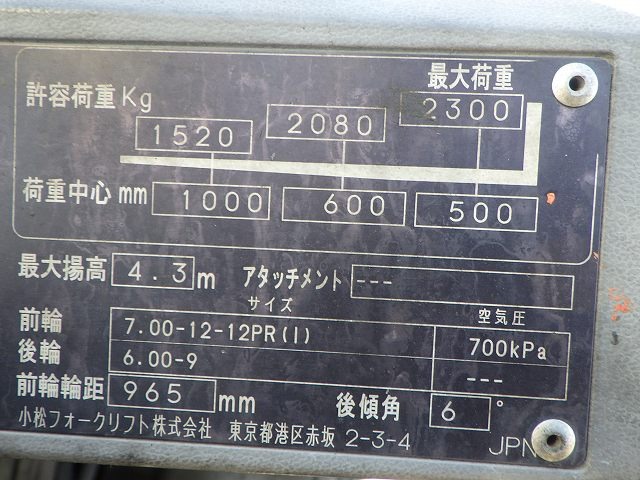 最大荷重
許容荷重 Kg 1520 2080 2300
荷重中心 mm 1000 600 500
最大揚高 4.3 m アタッチメント ---
サイズ 空気圧
前輪 7.00-12-12PR(I) 700kPa
後輪 6.00-9 ---
前輪輪距 965 mm 後傾角 6 °
小松フォークリフト株式会社 東京都港区赤坂 2-3-4 JPN